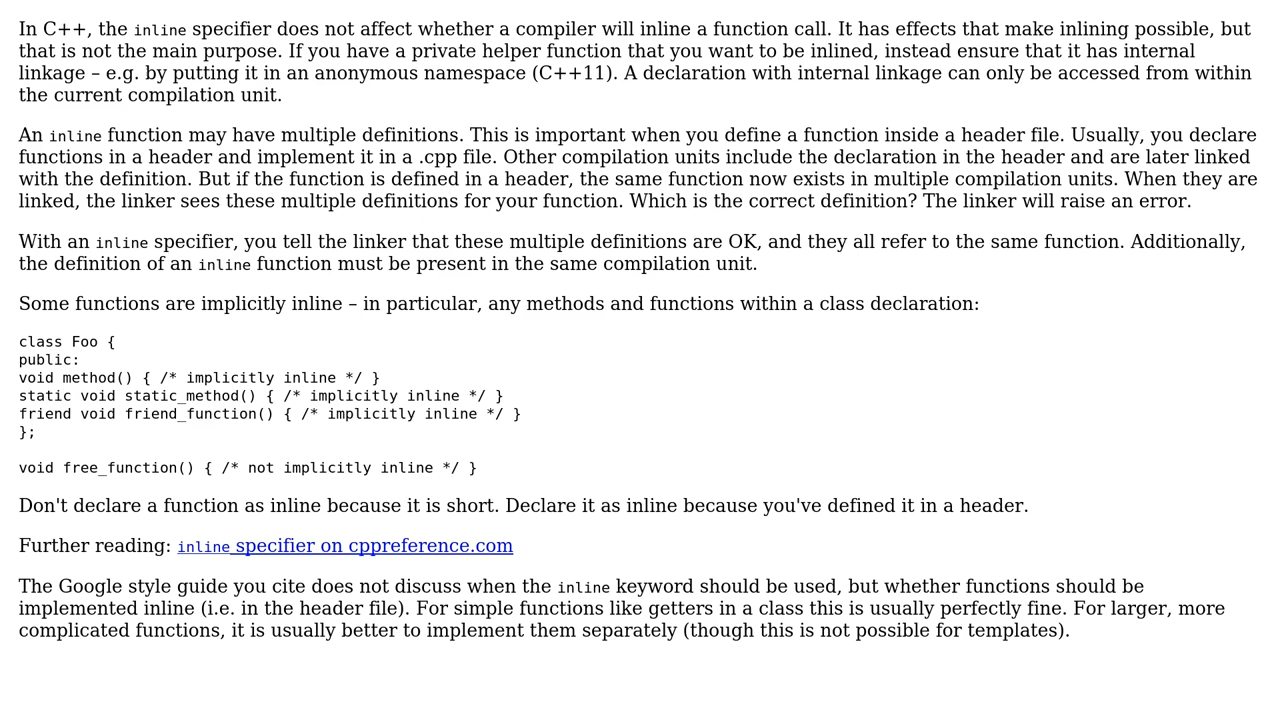 In C++, the inline specifier does not affect whether a compiler will inline a function call. It has effects that make inlining possible, but
that is not the main purpose. If you have a private helper function that you want to be inlined, instead ensure that it has internal
linkage – e.g. by putting it in an anonymous namespace (C++11). A declaration with internal linkage can only be accessed from within
the current compilation unit.
An inline function may have multiple definitions. This is important when you define a function inside a header file. Usually, you declare
functions in a header and implement it in a .cpp file. Other compilation units include the declaration in the header and are later linked
with the definition. But if the function is defined in a header, the same function now exists in multiple compilation units. When they are
linked, the linker sees these multiple definitions for your function. Which is the correct definition? The linker will raise an error.
With an inline specifier, you tell the linker that these multiple definitions are OK, and they all refer to the same function. Additionally,
the definition of an inline function must be present in the same compilation unit.
Some functions are implicitly inline – in particular, any methods and functions within a class declaration:
class Foo {
public:
void method() { /* implicitly inline */ }
static void static_method() { /* implicitly inline */ }
friend void friend_function() { /* implicitly inline */ }
};
void free_function() { /* not implicitly inline */ }
Don't declare a function as inline because it is short. Declare it as inline because you've defined it in a header.
Further reading: inline specifier on cppreference.com
The Google style guide you cite does not discuss when the inline keyword should be used, but whether functions should be
implemented inline (i.e. in the header file). For simple functions like getters in a class this is usually perfectly fine. For larger, more
complicated functions, it is usually better to implement them separately (though this is not possible for templates).